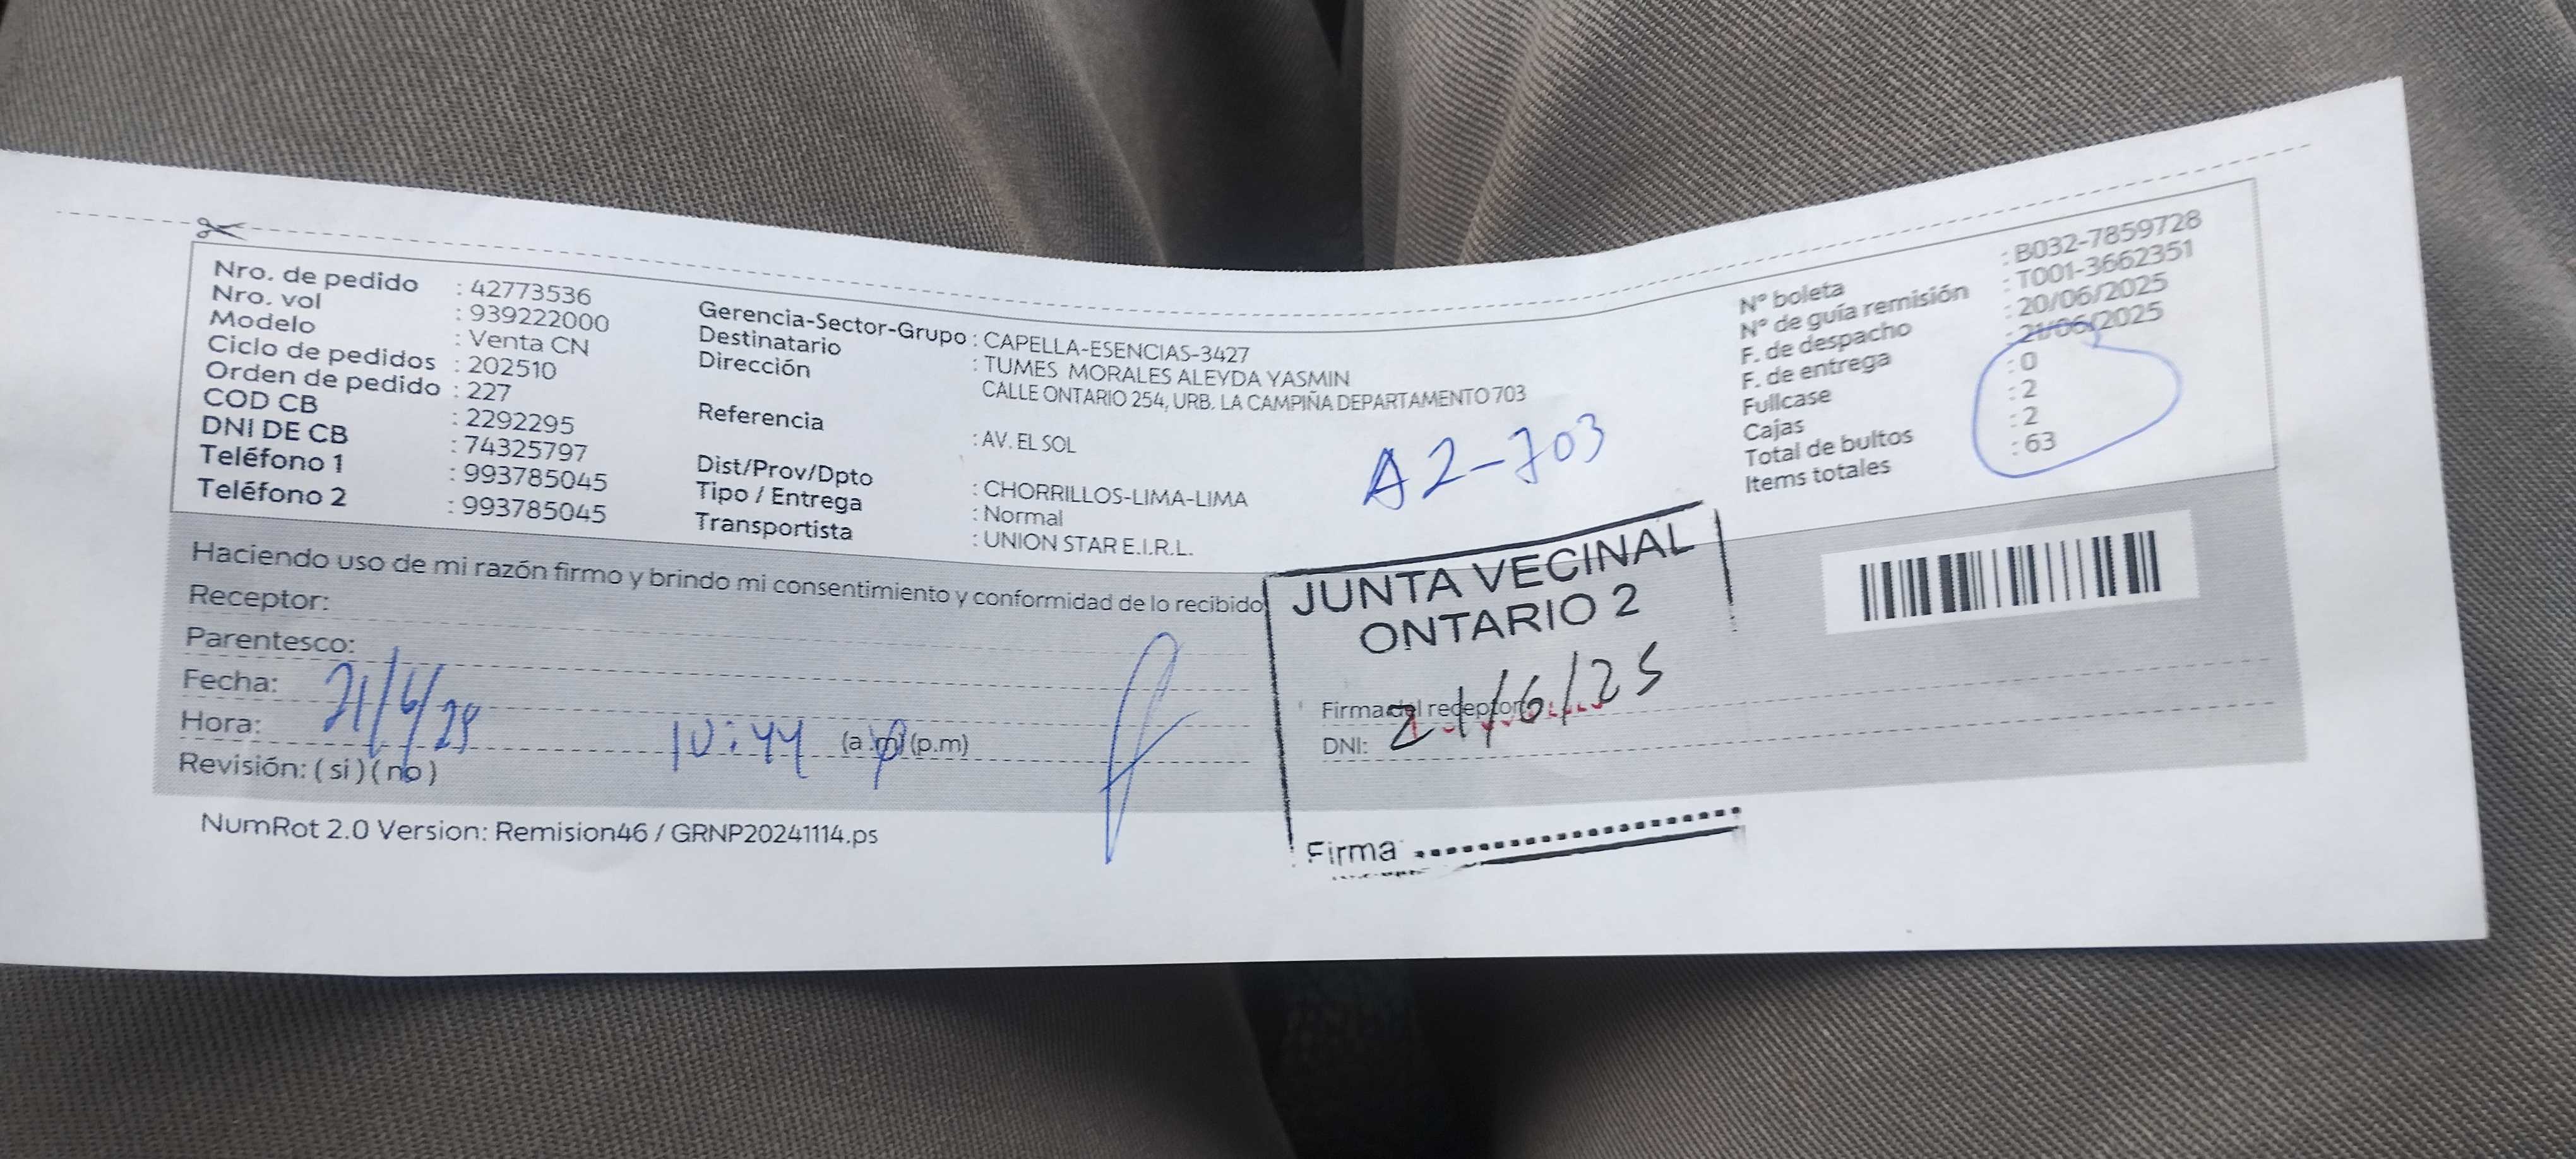 Nro. de pedido : 42773536
Nro. vol : 939222000
Modelo : Venta CN
Ciclo de pedidos : 202510
Orden de pedido : 227
COD CB : 2292295
DNI DE CB : 74325797
Teléfono 1 : 993785045
Teléfono 2 : 993785045
Gerencia-Sector-Grupo : CAPELLA-ESENCIAS-3427
Destinatario : TUMES MORALES ALEYDA YASMIN
Dirección CALLE ONTARIO 254, URB. LA CAMPIÑA DEPARTAMENTO 703
Referencia : AV. EL SOL
Dist/Prov/Dpto : CHORRILLOS-LIMA-LIMA
Tipo / Entrega : Normal
Transportista : UNION STAR E.I.R.L.
A2-703
N° boleta : B032-7859728
N° de guía remisión : T001-3662351
F. de despacho : 20/06/2025
F. de entrega : 21/06/2025
Fullcase : 0
Cajas : 2
Total de bultos : 2
Items totales : 63
Haciendo uso de mi razón firmo y brindo mi consentimiento y conformidad de lo recibido
Receptor:
Parentesco:
Fecha: 21/6/25
Hora: 10:44 (a.m) (p.m)
Revisión: ( si ) ( no )
JUNTA VECINAL
ONTARIO 2
21/6/25
Firma del receptor
DNI:
Firma
NumRot 2.0 Version: Remision46 / GRNP20241114.ps